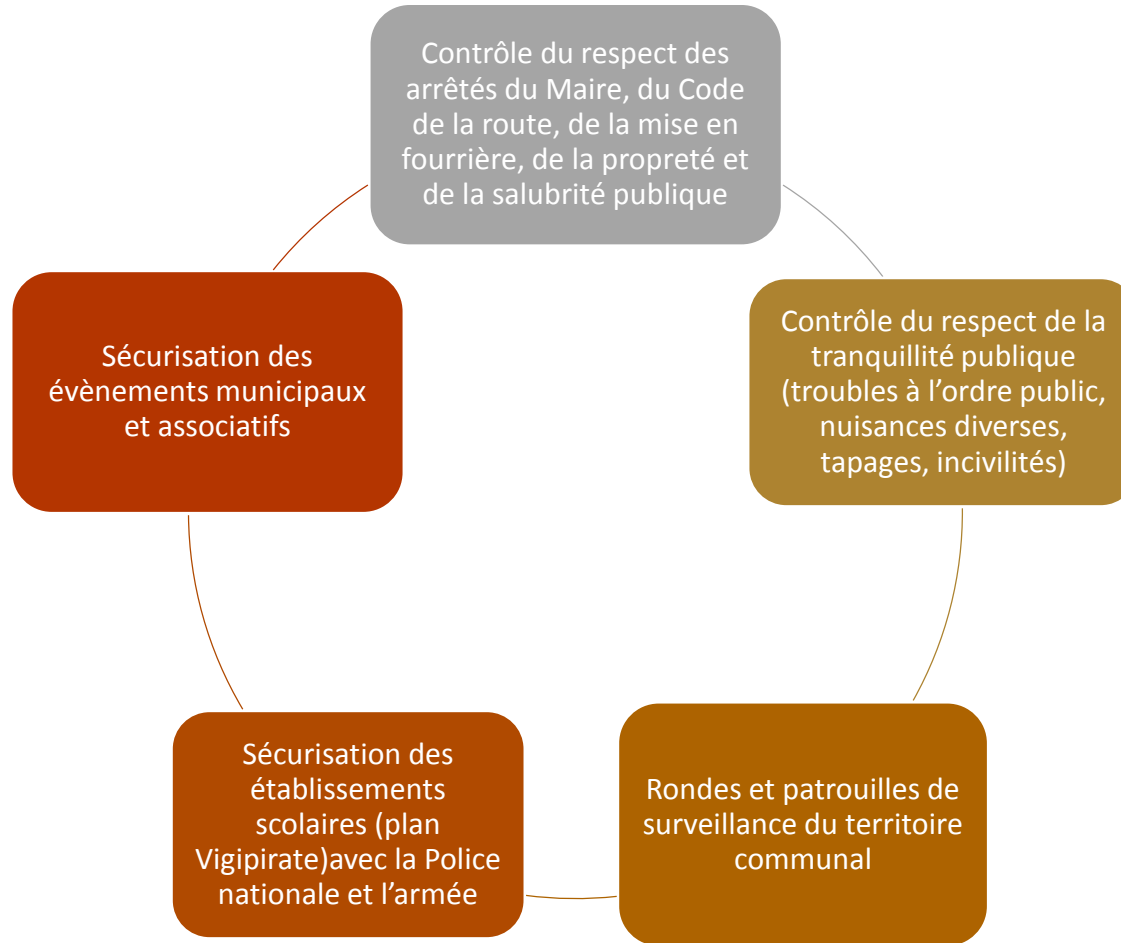 Contrôle du respect des
arrêtés du Maire, du Code
de la route, de la mise en
fourrière, de la propreté et
de la salubrité publique
Contrôle du respect de la
tranquillité publique
(troubles à l’ordre public,
nuisances diverses,
tapages, incivilités)
Rondes et patrouilles de
surveillance du territoire
communal
Sécurisation des
établissements
scolaires (plan
Vigipirate)avec la Police
nationale et l’armée
Sécurisation des
évènements municipaux
et associatifs